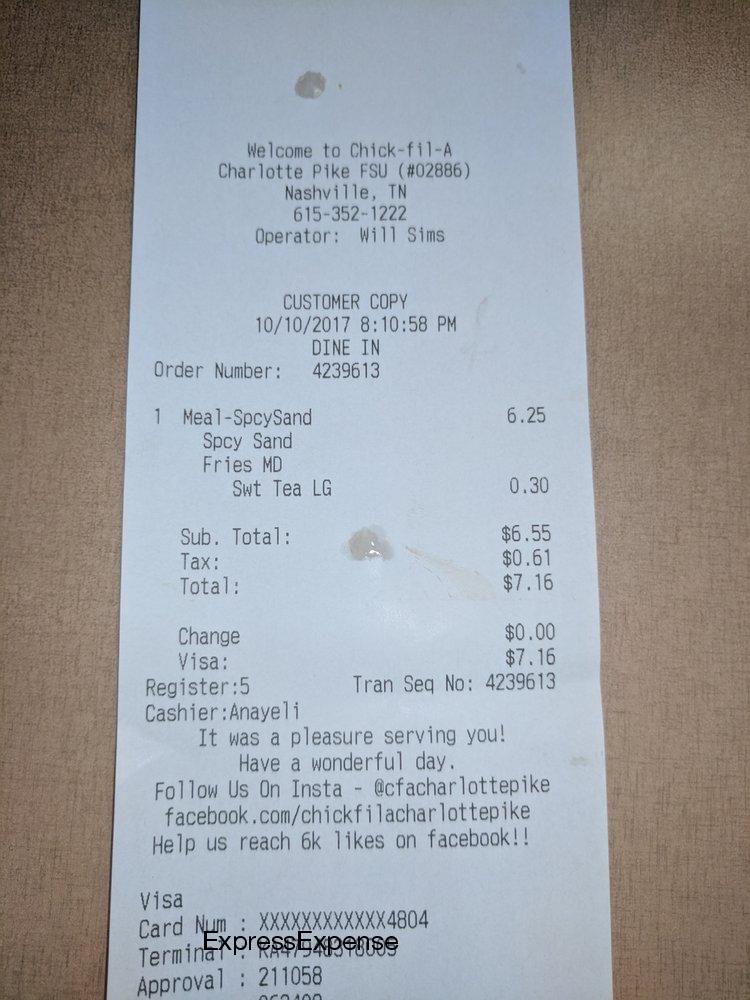 Welcome to Chick-fil-A
Charlotte Pike FSU (#02886)
Nashville, TN
615-352-1222
Operator: Will Sims
CUSTOMER COPY
10/10/2017 8:10:58 PM
DINE IN
Order Number: 4239613
1 Meal-SpcySand 6.25
Spcy Sand
Fries MD
Swt Tea LG 0.30
Sub. Total: $6.55
Tax: $0.61
Total: $7.16
Change $0.00
Visa: $7.16
Register:5 Tran Seq No: 4239613
Cashier:Anayeli
It was a pleasure serving you!
Have a wonderful day.
Follow Us On Insta - @cfacharlottepike
facebook.com/chickfilacharlottepike
Help us reach 6k likes on facebook!!
Visa
Card Num : XXXXXXXXXXXX4804
ExpressExpense
Terminal :
Approval : 211058